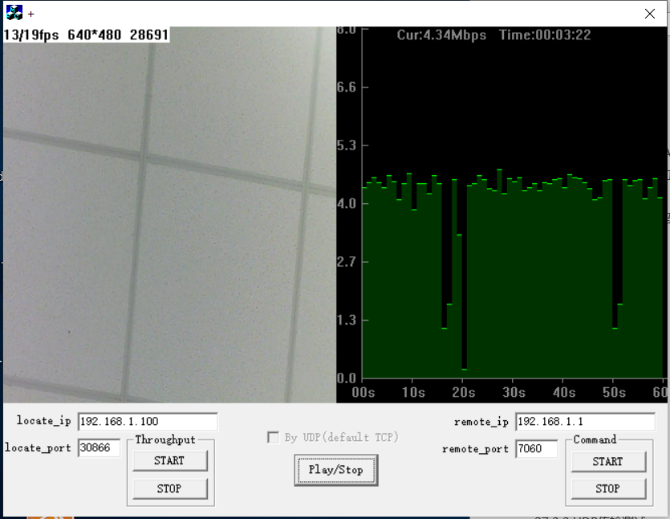 +
13/19fps 640*480 28691
Cur:4.34Mbps Time:00:03:22
8.0
6.6
5.3
4.0
2.7
1.3
0.0
00s 10s 20s 30s 40s 50s 60
locate_ip 192.168.1.100
locate_port 30866
Throughput
START
STOP
By UDP(default TCP)
Play/Stop
remote_ip 192.168.1.1
remote_port 7060
Command
START
STOP